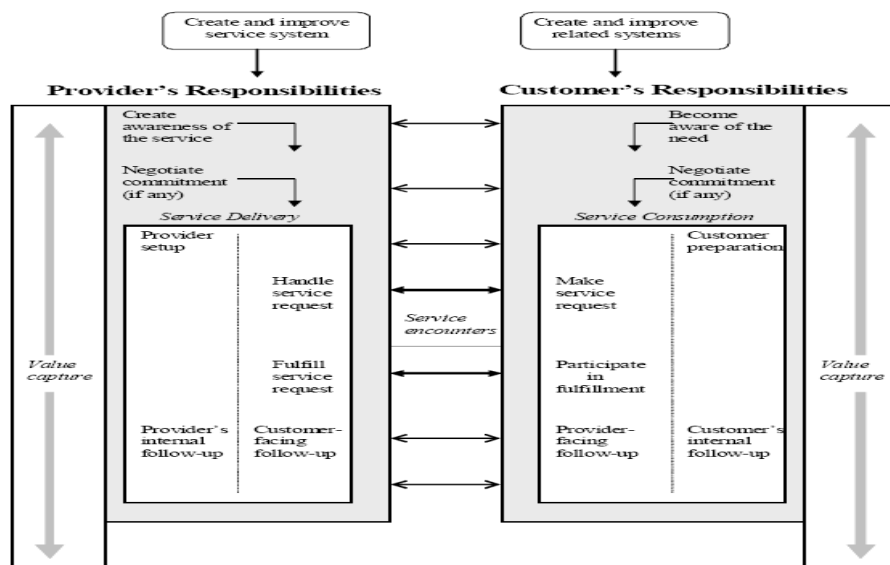 Create and improve
service system
Create and improve
related systems
Provider's Responsibilities
Customer's Responsibilities
Create
awareness of
the service
Become
aware of the
need
Negotiate
commitment
(if any)
Negotiate
commitment
(if any)
Service Delivery
Service Consumption
Provider
setup
Customer
preparation
Handle
service
request
Make
service
request
Service
encounters
Value
capture
Fulfill
service
request
Participate
in
fulfillment
Value
capture
Provider's
internal
follow-up
Customer-
facing
follow-up
Provider-
facing
follow-up
Customer's
internal
follow-up